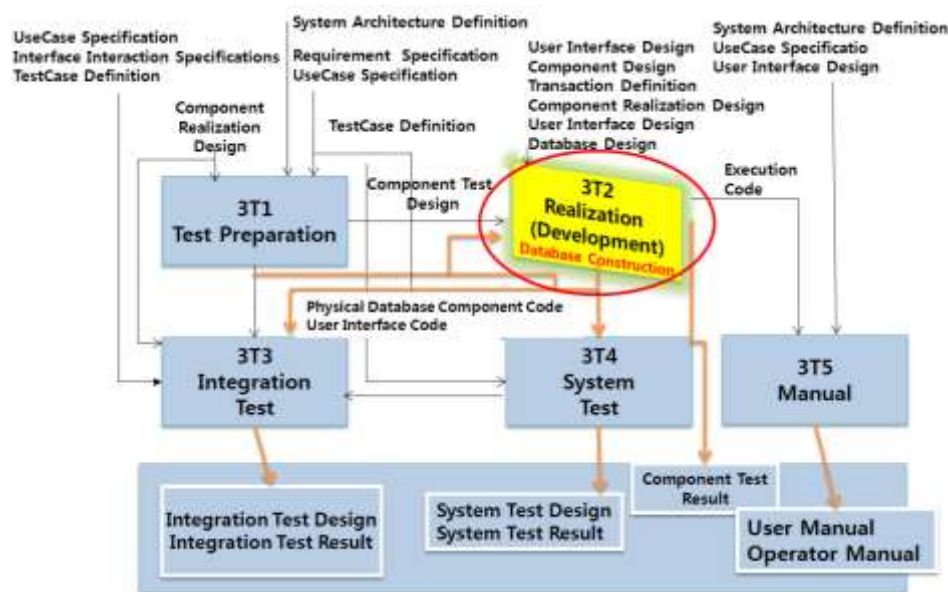 UseCase Specification
Interface Interaction Specifications
TestCase Definition
System Architecture Definition
Requirement Specification
UseCase Specification
User Interface Design
Component Design
Transaction Definition
Component Realization Design
User Interface Design
Database Design
System Architecture Definition
UseCase Specificatio
User Interface Design
Component
Realization
Design
TestCase Definition
Component Test
Design
Execution
Code
3T1
Test Preparation
3T2
Realization
(Development)
Database Construction
Physical Database Component Code
User Interface Code
3T3
Integration
Test
3T4
System
Test
3T5
Manual
Integration Test Design
Integration Test Result
System Test Design
System Test Result
Component Test
Result
User Manual
Operator Manual